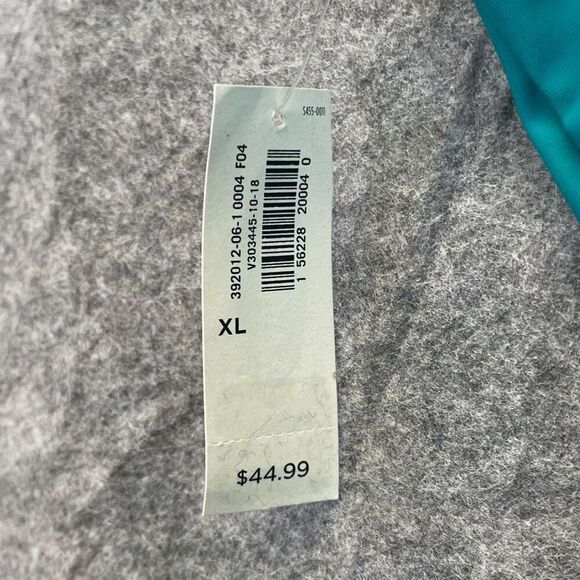 S455-0011
392012-06-1 0004 F04
V303445-10-18
1 56228 20004 0
XL
$44.99